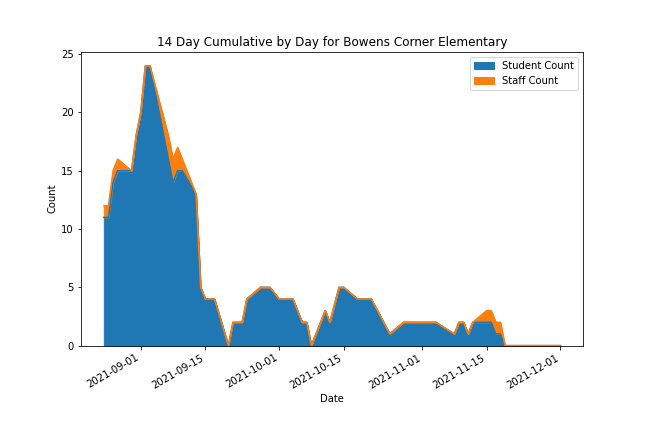 14 Day Cumulative by Day for Bowens Corner Elementary
25
20
15
10
5
0
Count
Student Count
Staff Count
2021-09-01
2021-09-15
2021-10-01
2021-10-15
2021-11-01
2021-11-15
2021-12-01
Date